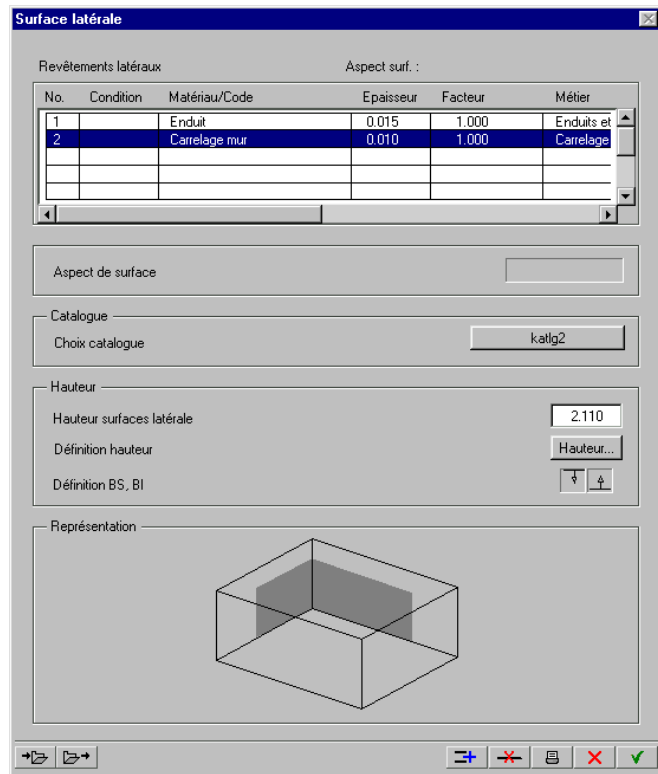 Surface latérale
Revêtements latéraux Aspect surf. :
No. Condition Matériau/Code Epaisseur Facteur Métier
1 Enduit 0.015 1.000 Enduits et
2 Carrelage mur 0.010 1.000 Carrelage
Aspect de surface
Catalogue
Choix catalogue katlg2
Hauteur
Hauteur surfaces latérale 2.110
Définition hauteur Hauteur...
Définition BS, BI
Représentation